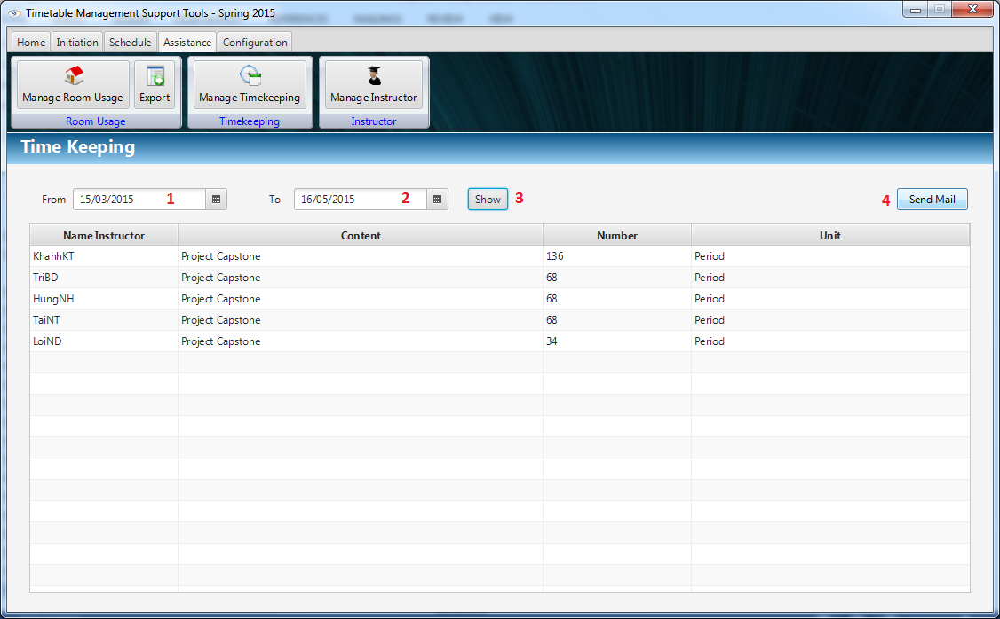 Timetable Management Support Tools - Spring 2015
Home Initiation Schedule Assistance Configuration
Manage Room Usage Export Manage Timekeeping Manage Instructor
Room Usage Timekeeping Instructor
Time Keeping
From 15/03/2015 1 To 16/05/2015 2 Show 3 4 Send Mail
Name Instructor Content Number Unit
KhanhKT Project Capstone 136 Period
TriBD Project Capstone 68 Period
HungNH Project Capstone 68 Period
TaiNT Project Capstone 68 Period
LoiND Project Capstone 34 Period